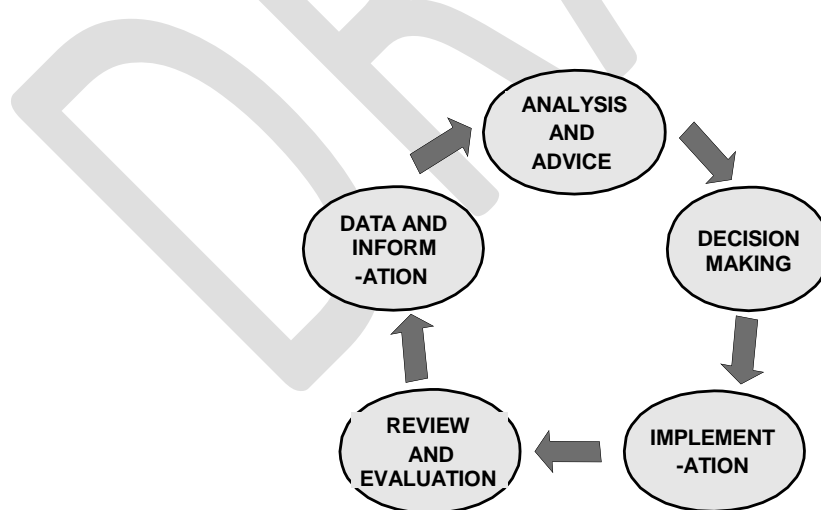 ANALYSIS
AND
ADVICE
DATA AND
INFORM
-ATION
DECISION
MAKING
REVIEW
AND
EVALUATION
IMPLEMENT
-ATION